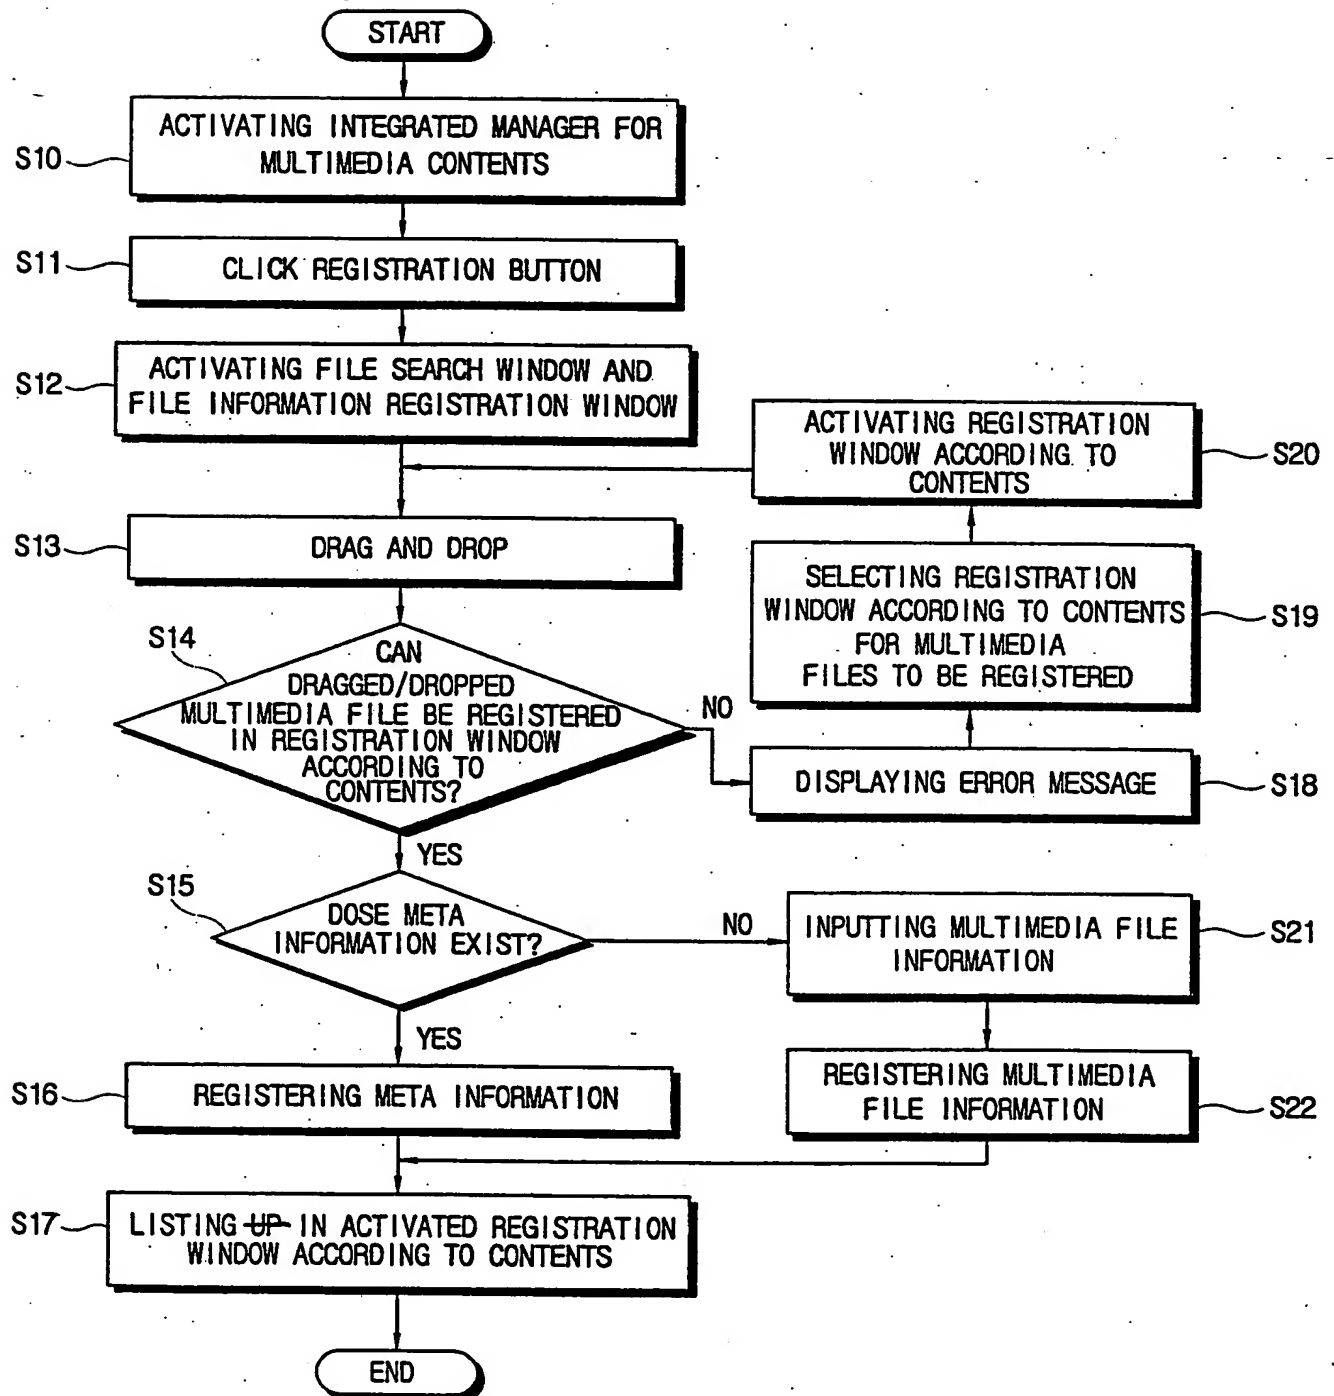 START
S10
ACTIVATING INTEGRATED MANAGER FOR
MULTIMEDIA CONTENTS
S11
CLICK REGISTRATION BUTTON
S12
ACTIVATING FILE SEARCH WINDOW AND
FILE INFORMATION REGISTRATION WINDOW
ACTIVATING REGISTRATION
WINDOW ACCORDING TO
CONTENTS
S20
S13
DRAG AND DROP
SELECTING REGISTRATION
WINDOW ACCORDING TO CONTENTS
FOR MULTIMEDIA
FILES TO BE REGISTERED
S19
S14
CAN
DRAGGED/DROPPED
MULTIMEDIA FILE BE REGISTERED
IN REGISTRATION WINDOW
ACCORDING TO
CONTENTS?
NO
DISPLAYING ERROR MESSAGE
S18
YES
S15
DOSE META
INFORMATION EXIST?
NO
INPUTTING MULTIMEDIA FILE
INFORMATION
S21
YES
S16
REGISTERING META INFORMATION
REGISTERING MULTIMEDIA
FILE INFORMATION
S22
S17
LISTING UP IN ACTIVATED REGISTRATION
WINDOW ACCORDING TO CONTENTS
END